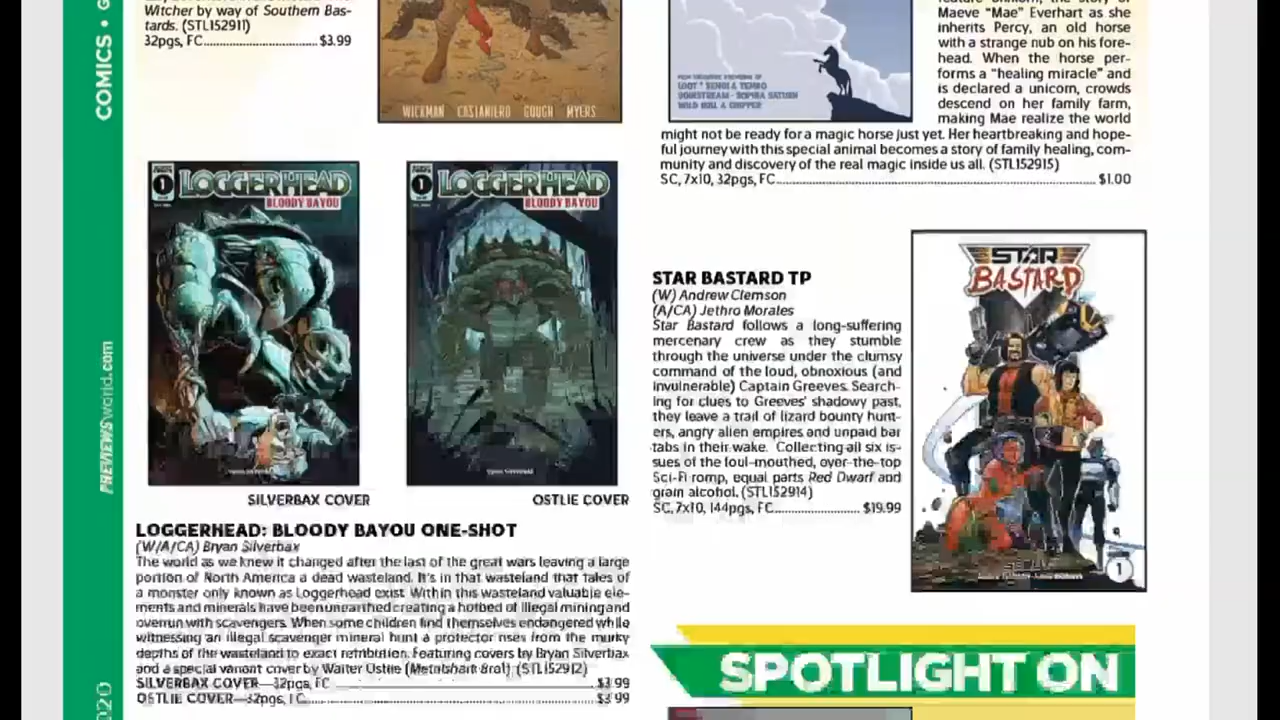 COMICS • G
PREVIEWSworld.com
Witcher by way of Southern Bas-
tards. (STL152911)
32pgs, FC $3.99
WICKMAN CASTANIERO GOUGH MYERS
1
LOGGERHEAD
BLOODY BAYOU
1
LOGGERHEAD
BLOODY BAYOU
SILVERBAX COVER
OSTLIE COVER
LOGGERHEAD: BLOODY BAYOU ONE-SHOT
(W/A/CA) Bryan Silverbax
The world as we knew it changed after the last of the great wars leaving a large
portion of North America a dead wasteland. It's in that wasteland that tales of
a monster only known as Loggerhead exist. Within this wasteland valuable ele-
ments and minerals have been unearthed creating a hotbed of illegal mining and
overrun with scavengers. When some children find themselves endangered while
witnessing an illegal scavenger mineral hunt a protector rises from the murky
depths of the wasteland to exact retribution. Featuring covers by Bryan Silverbax
and a special variant cover by Walter Ostlie (Metalshark Bro!) (STL152912)
SILVERBAX COVER—32pgs, FC $3.99
OSTLIE COVER—32pgs, FC $3.99
feature Unikorn, the story of
Maeve “Mae” Everhart as she
inherits Percy, an old horse
with a strange nub on his fore-
head. When the horse per-
forms a “healing miracle” and
is declared a unicorn, crowds
descend on her family farm,
making Mae realize the world
might not be ready for a magic horse just yet. Her heartbreaking and hope-
ful journey with this special animal becomes a story of family healing, com-
munity and discovery of the real magic inside us all. (STL152915)
SC, 7x10, 32pgs, FC $1.00
STAR BASTARD TP
(W) Andrew Clemson
(A/CA) Jethro Morales
Star Bastard follows a long-suffering
mercenary crew as they stumble
through the universe under the clumsy
command of the loud, obnoxious (and
invulnerable) Captain Greeves. Search-
ing for clues to Greeves' shadowy past,
they leave a trail of lizard bounty hunt-
ers, angry alien empires and unpaid bar
tabs in their wake. Collecting all six is-
sues of the foul-mouthed, over-the-top
Sci-Fi romp, equal parts Red Dwarf and
grain alcohol. (STL152914)
SC, 7x10, 144pgs, FC $19.99
STAR
BASTARD
1
SPOTLIGHT ON